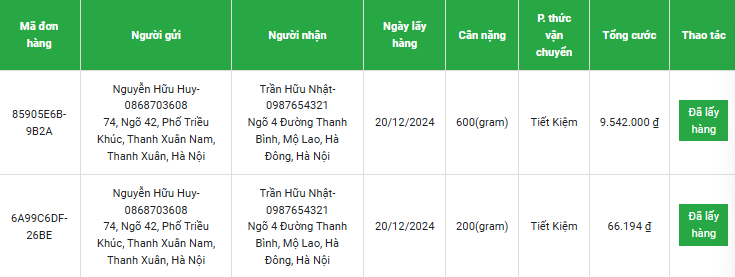 Mã đơn
hàng
Người gửi
Người nhận
Ngày lấy
hàng
Cân nặng
P. thức
vận
chuyển
Tổng cước
Thao tác
85905E6B-
9B2A
Nguyễn Hữu Huy-
0868703608
74, Ngõ 42, Phố Triều
Khúc, Thanh Xuân Nam,
Thanh Xuân, Hà Nội
Trần Hữu Nhật-
0987654321
Ngõ 4 Đường Thanh
Bình, Mộ Lao, Hà
Đông, Hà Nội
20/12/2024
600(gram)
Tiết Kiệm
9.542.000 ₫
Đã lấy
hàng
6A99C6DF-
26BE
Nguyễn Hữu Huy-
0868703608
74, Ngõ 42, Phố Triều
Khúc, Thanh Xuân Nam,
Thanh Xuân, Hà Nội
Trần Hữu Nhật-
0987654321
Ngõ 4 Đường Thanh
Bình, Mộ Lao, Hà
Đông, Hà Nội
20/12/2024
200(gram)
Tiết Kiệm
66.194 ₫
Đã lấy
hàng